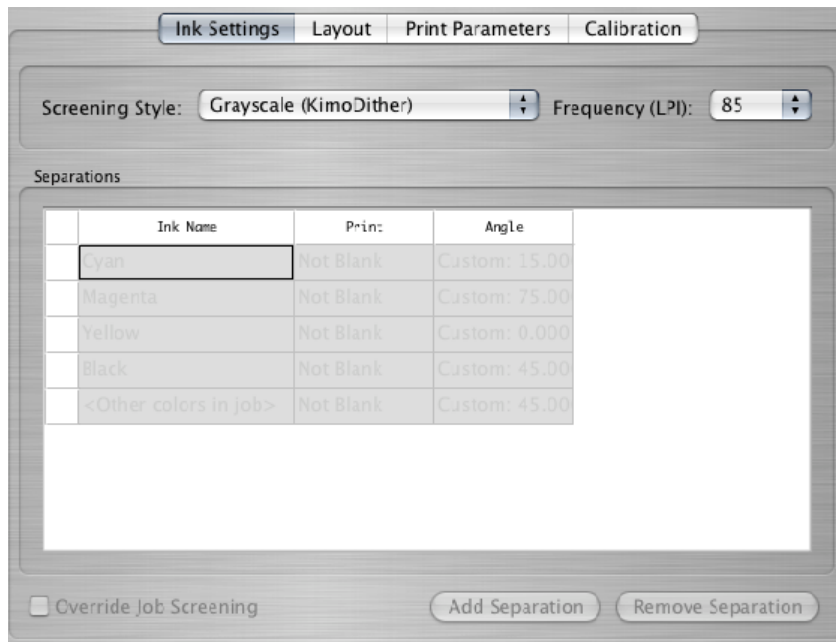 Ink Settings Layout Print Parameters Calibration
Screening Style: Grayscale (KimoDither) Frequency (LPI): 85
Separations
Ink Name Print Angle
Cyan Not Blank Custom: 15.00
Magenta Not Blank Custom: 75.00
Yellow Not Blank Custom: 0.000
Black Not Blank Custom: 45.00
<Other colors in job> Not Blank Custom: 45.00
Override Job Screening Add Separation Remove Separation